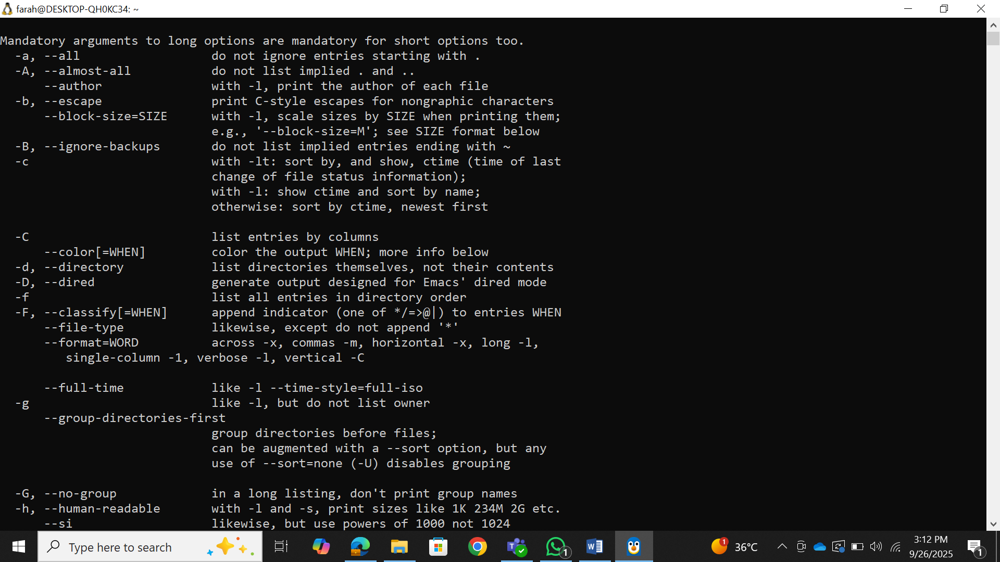 farah@DESKTOP-QH0KC34: ~
Mandatory arguments to long options are mandatory for short options too.
  -a, --all                  do not ignore entries starting with .
  -A, --almost-all           do not list implied . and ..
      --author               with -l, print the author of each file
  -b, --escape               print C-style escapes for nongraphic characters
      --block-size=SIZE      with -l, scale sizes by SIZE when printing them;
                             e.g., '--block-size=M'; see SIZE format below
  -B, --ignore-backups       do not list implied entries ending with ~
  -c                         with -lt: sort by, and show, ctime (time of last
                             change of file status information);
                             with -l: show ctime and sort by name;
                             otherwise: sort by ctime, newest first
  -C                         list entries by columns
      --color[=WHEN]         color the output WHEN; more info below
  -d, --directory            list directories themselves, not their contents
  -D, --dired                generate output designed for Emacs' dired mode
  -f                         list all entries in directory order
  -F, --classify[=WHEN]      append indicator (one of */=>@|) to entries WHEN
      --file-type            likewise, except do not append '*'
      --format=WORD          across -x, commas -m, horizontal -x, long -l,
         single-column -1, verbose -l, vertical -C
      --full-time            like -l --time-style=full-iso
  -g                         like -l, but do not list owner
      --group-directories-first
                             group directories before files;
                             can be augmented with a --sort option, but any
                             use of --sort=none (-U) disables grouping
  -G, --no-group             in a long listing, don't print group names
  -h, --human-readable       with -l and -s, print sizes like 1K 234M 2G etc.
      --si                   likewise, but use powers of 1000 not 1024
Type here to search
T
1
W
1
36°C
3:12 PM
9/26/2025
1